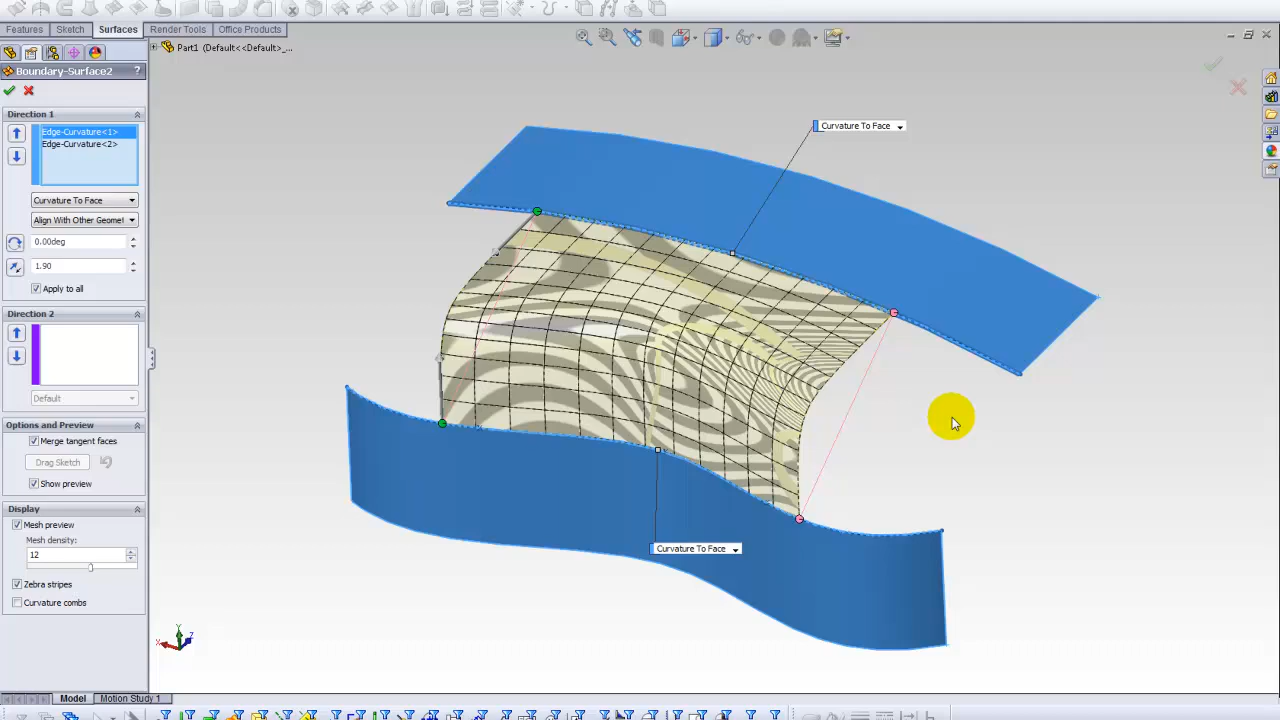 Features Sketch Surfaces Render Tools Office Products
Part1 (Default<<Default>_...
Boundary-Surface2 ?
Direction 1
Edge-Curvature<1>
Edge-Curvature<2>
Curvature To Face
Align With Other Geomet
0.00deg
1.90
Apply to all
Direction 2
Default
Options and Preview
Merge tangent faces
Drag Sketch
Show preview
Display
Mesh preview
Mesh density:
12
Zebra stripes
Curvature combs
Curvature To Face
Curvature To Face
Y
X
Z
Model Motion Study 1